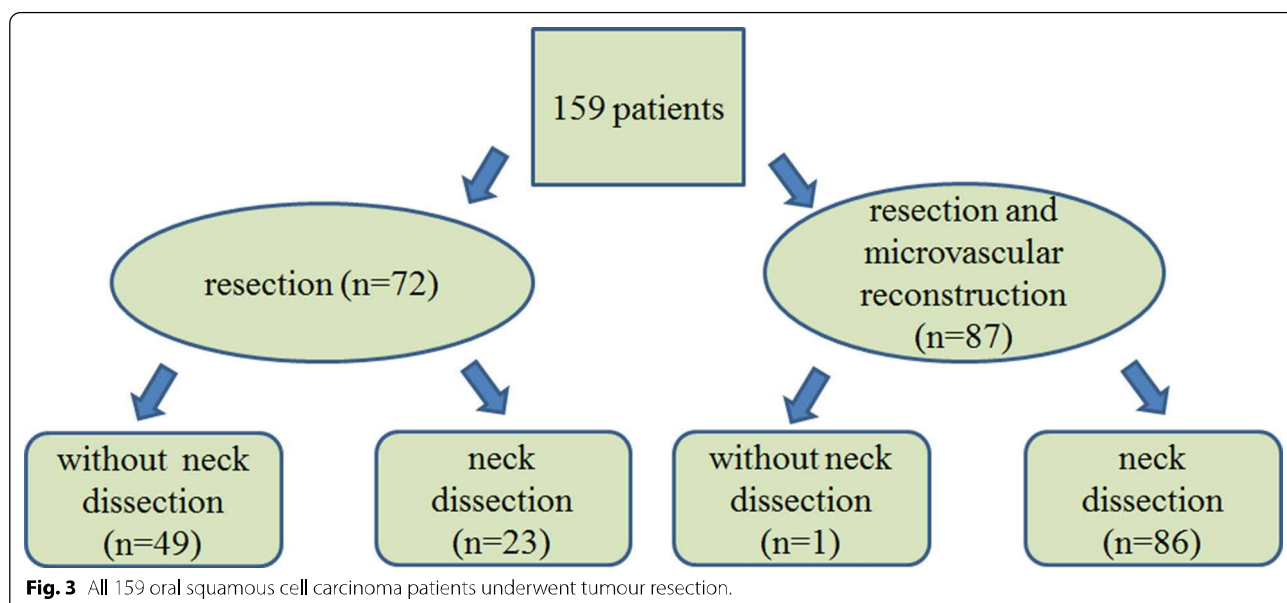 159 patients
resection (n=72)
resection and
microvascular
reconstruction
(n=87)
without neck
dissection
(n=49)
neck
dissection
(n=23)
without neck
dissection
(n=1)
neck
dissection
(n=86)
Fig. 3 All 159 oral squamous cell carcinoma patients underwent tumour resection.